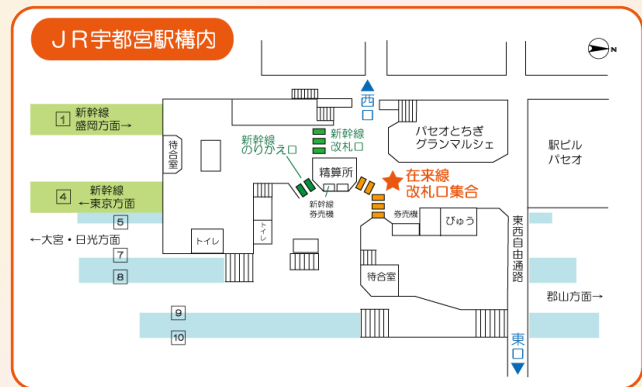 JR宇都宮駅構内
N
西口
1
新幹線
盛岡方面→
待合室
新幹線
のりかえ口
新幹線
改札口
精算所
パセオとちぎ
グランマルシェ
駅ビル
パセオ
4
新幹線
←東京方面
新幹線
券売機
在来線
改札口集合
5
←大宮・日光方面
トイレ
トイレ
券売機
びゅう
東西自由通路
7
8
待合室
郡山方面→
9
10
東口